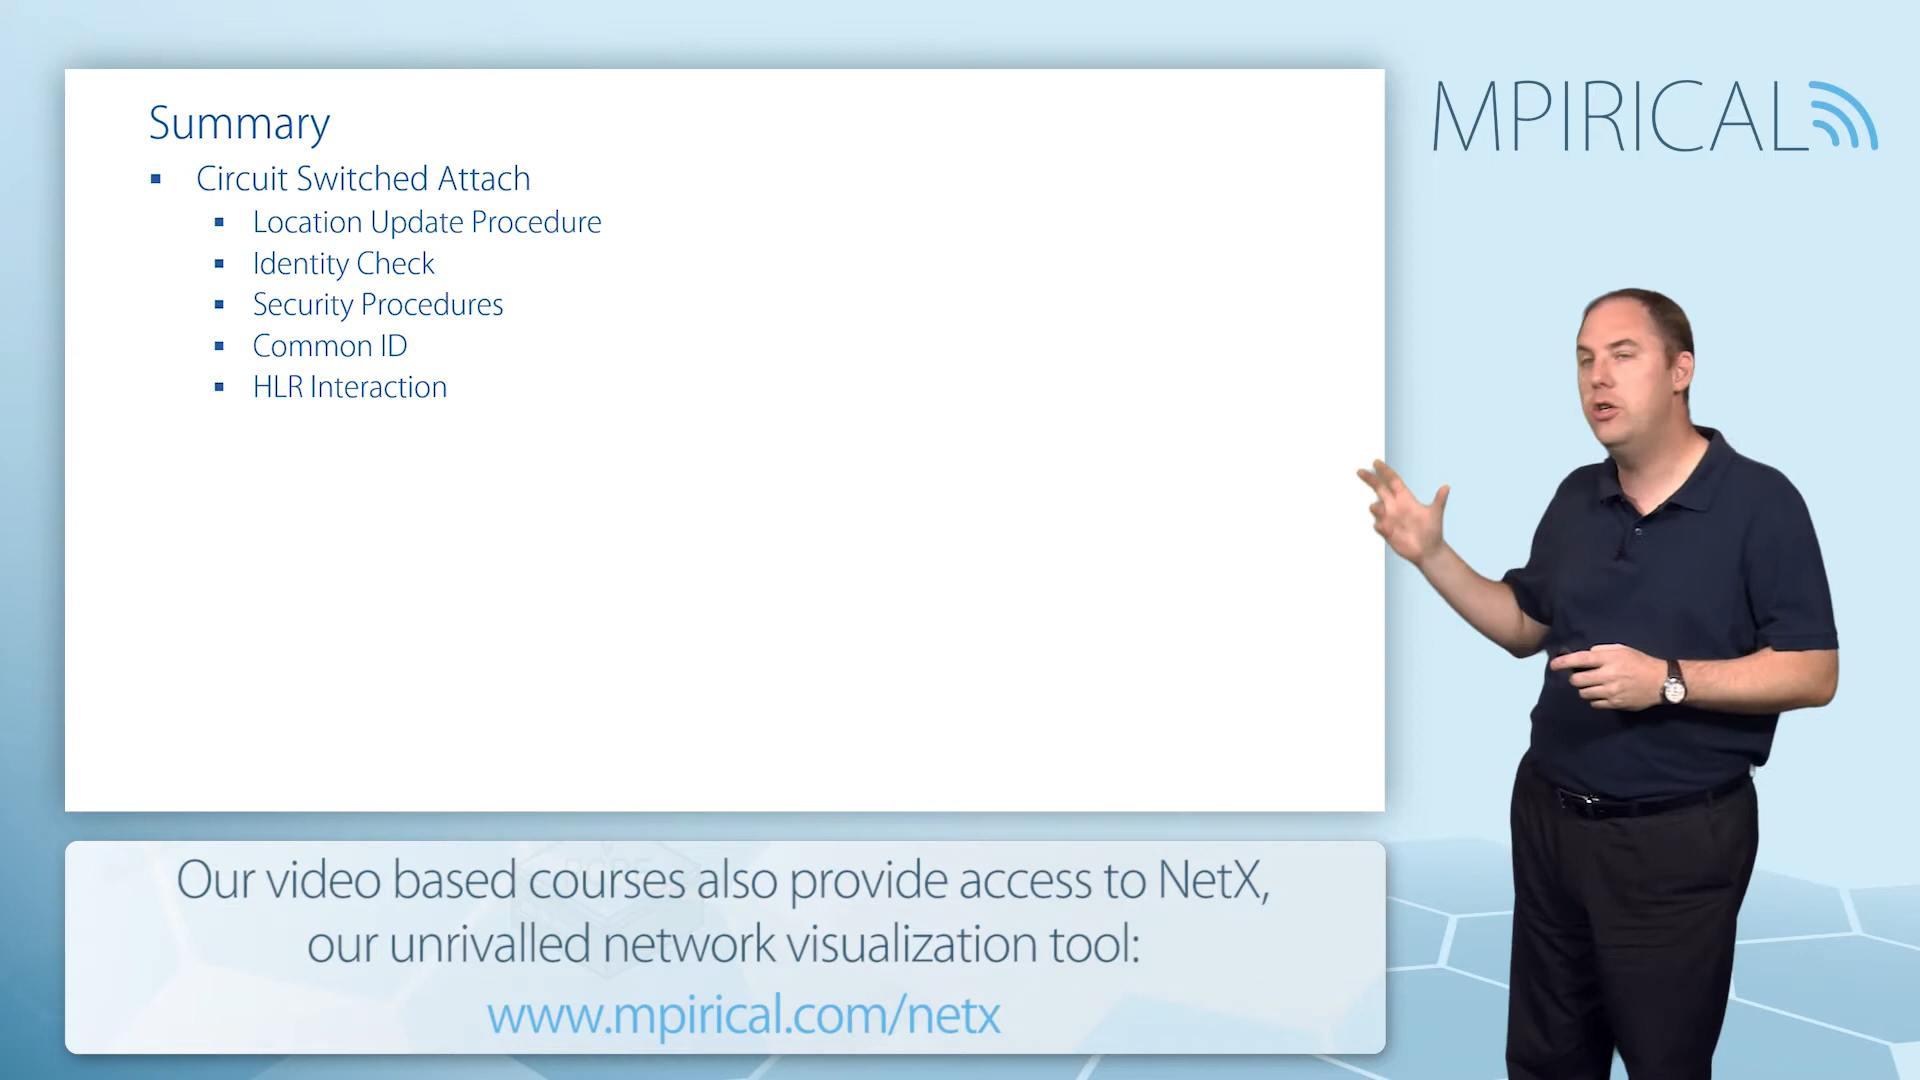 Summary
Circuit Switched Attach
Location Update Procedure
Identity Check
Security Procedures
Common ID
HLR Interaction
MPIRICAL
Our video based courses also provide access to NetX,
our unrivalled network visualization tool:
www.mpirical.com/netx